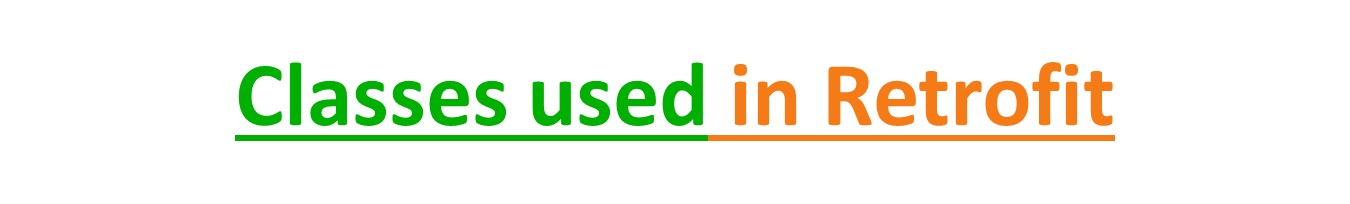 Classes used in Retrofit